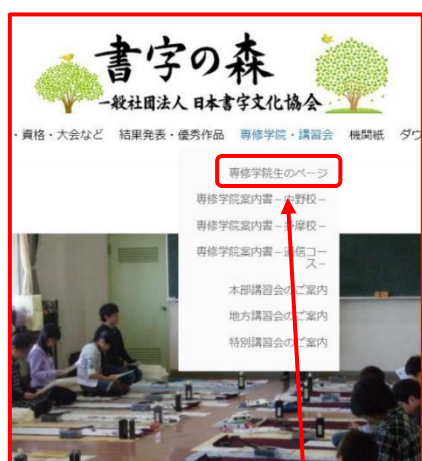 書字の森
一般社団法人 日本書字文化協会
・資格・大会など 結果発表・優秀作品 専修学院・講習会 機関紙 ダウ
専修学院生のページ
専修学院案内書－中野校－
専修学院案内書－多摩校－
専修学院案内書－通信コー
ス－
本部講習会のご案内
地方講習会のご案内
特別講習会のご案内